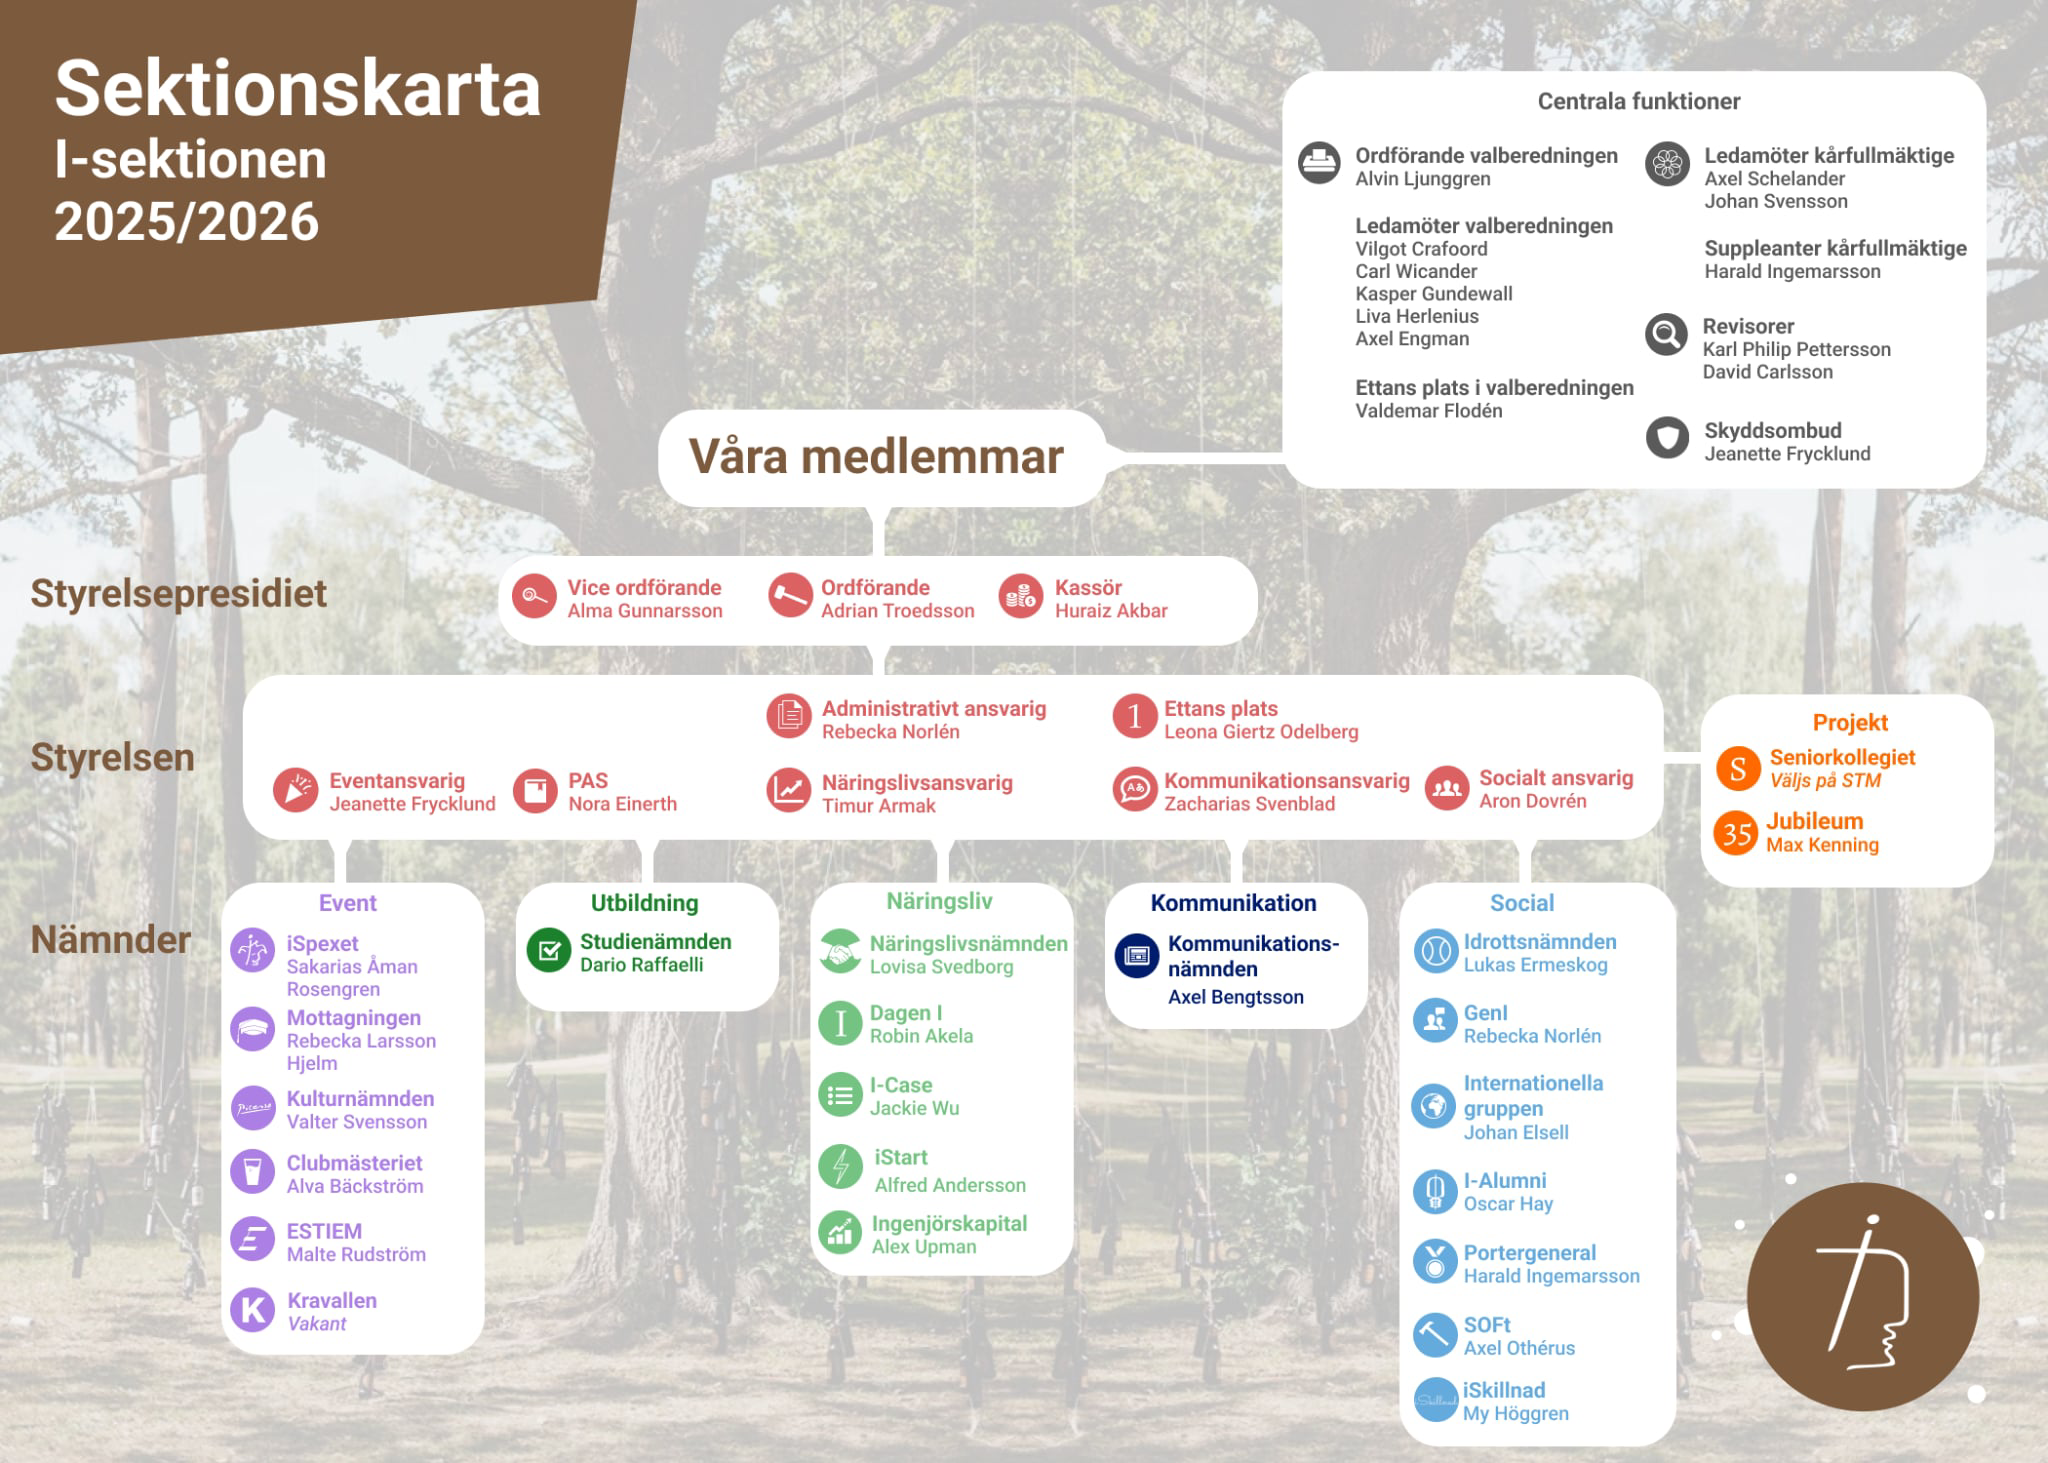 Sektionskarta
I-sektionen
2025/2026
Centrala funktioner
Ordförande valberedningen
Alvin Ljunggren
Ledamöter valberedningen
Vilgot Crafoord
Carl Wicander
Kasper Gundewall
Liva Herlenius
Axel Engman
Ettans plats i valberedningen
Valdemar Flodén
Ledamöter kårfullmäktige
Axel Schelander
Johan Svensson
Suppleanter kårfullmäktige
Harald Ingemarsson
Revisorer
Karl Philip Pettersson
David Carlsson
Skyddsombud
Jeanette Frycklund
Våra medlemmar
Styrelsepresidiet
Vice ordförande
Alma Gunnarsson
Ordförande
Adrian Troedsson
Kassör
Huraiz Akbar
Styrelsen
Administrativt ansvarig
Rebecka Norlén
1
Ettans plats
Leona Giertz Odelberg
Eventansvarig
Jeanette Frycklund
PAS
Nora Einerth
Näringslivsansvarig
Timur Armak
Kommunikationsansvarig
Zacharias Svenblad
Socialt ansvarig
Aron Dovrén
Projekt
S
Seniorkollegiet
Väljs på STM
35
Jubileum
Max Kenning
Nämnder
Event
iSpexet
Sakarias Åman
Rosengren
Mottagningen
Rebecka Larsson
Hjelm
Picasso
Kulturnämnden
Valter Svensson
Clubmästeriet
Alva Bäckström
ESTIEM
Malte Rudström
K
Kravallen
Vakant
Utbildning
Studienämnden
Dario Raffaelli
Näringsliv
Näringslivsnämnden
Lovisa Svedborg
I
Dagen I
Robin Akela
I-Case
Jackie Wu
iStart
Alfred Andersson
Ingenjörskapital
Alex Upman
Kommunikation
Kommunikations-
nämnden
Axel Bengtsson
Social
Idrottsnämnden
Lukas Ermeskog
GenI
Rebecka Norlén
Internationella
gruppen
Johan Elsell
I-Alumni
Oscar Hay
Portergeneral
Harald Ingemarsson
SOFt
Axel Othérus
iSkillnad
iSkillnad
My Höggren